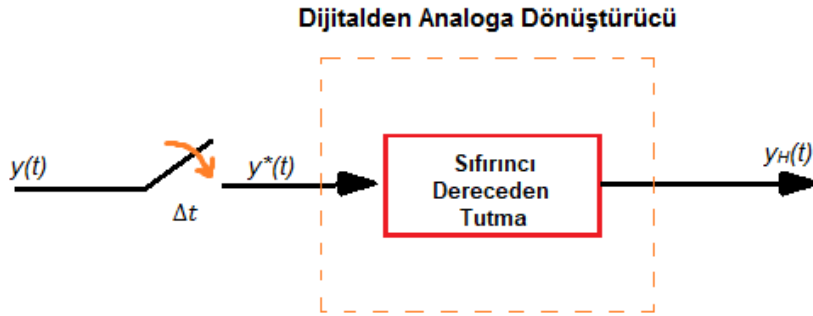 Dijitalden Analoga Dönüştürücü
y(t)
Δt
y*(t)
Sıfırıncı
Dereceden
Tutma
yH(t)